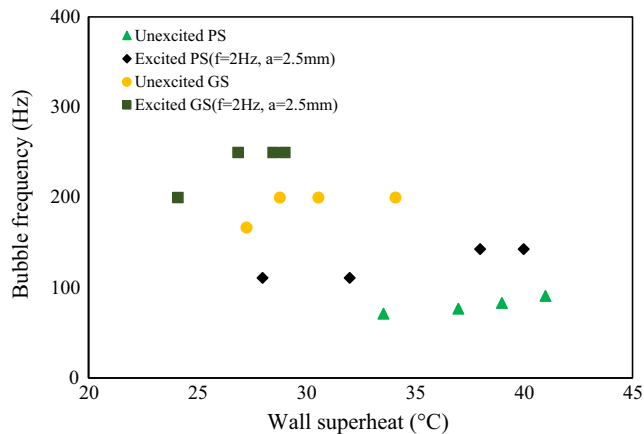 400
300
200
100
0
Bubble frequency (Hz)
Unexcited PS
Excited PS(f=2Hz, a=2.5mm)
Unexcited GS
Excited GS(f=2Hz, a=2.5mm)
20 25 30 35 40 45
Wall superheat (°C)